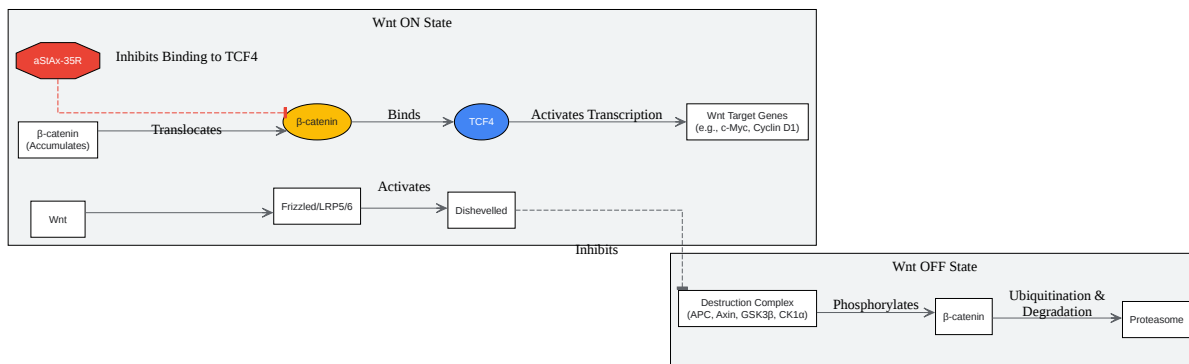 Wnt ON State
aStAx-35R
Inhibits Binding to TCF4
β-catenin
(Accumulates)
Translocates
β-catenin
Binds
TCF4
Activates Transcription
Wnt Target Genes
(e.g., c-Myc, Cyclin D1)
Wnt
Frizzled/LRP5/6
Activates
Dishevelled
Inhibits
Wnt OFF State
Destruction Complex
(APC, Axin, GSK3β, CK1α)
Phosphorylates
β-catenin
Ubiquitination &
Degradation
Proteasome